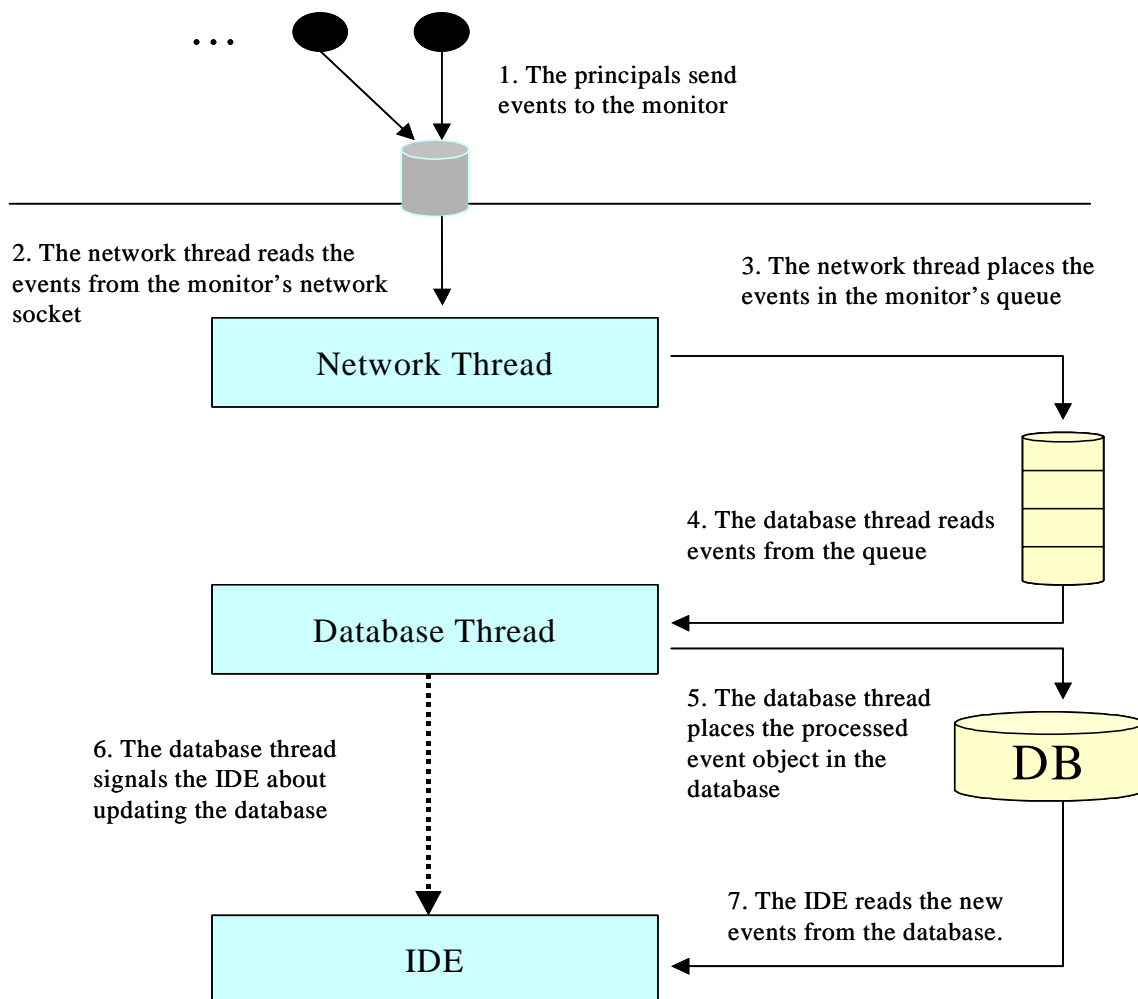 ...
1. The principals send
events to the monitor
2. The network thread reads the
events from the monitor’s network
socket
3. The network thread places the
events in the monitor’s queue
Network Thread
4. The database thread reads
events from the queue
Database Thread
5. The database thread
places the processed
event object in the
database
DB
6. The database thread
signals the IDE about
updating the database
7. The IDE reads the new
events from the database.
IDE